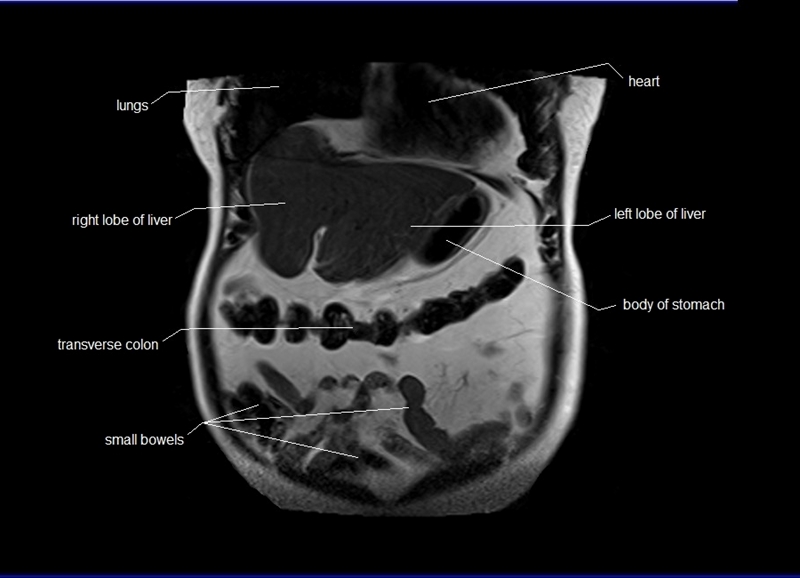 lungs
heart
right lobe of liver
left lobe of liver
body of stomach
transverse colon
small bowels